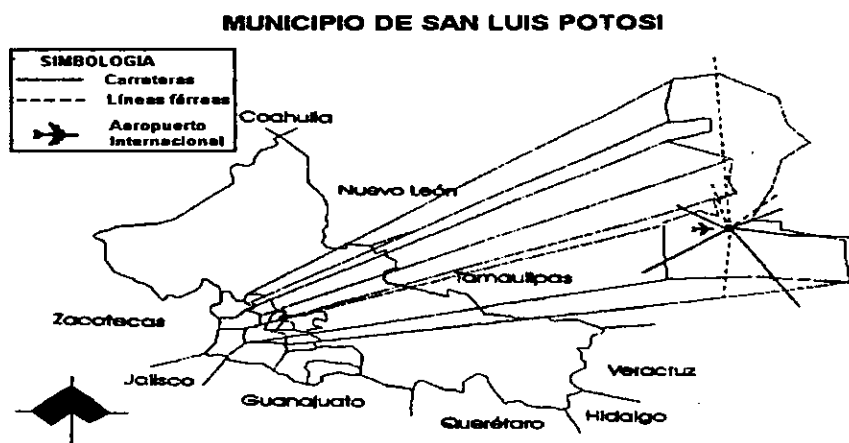 MUNICIPIO DE SAN LUIS POTOSI
SIMBOLOGIA
Carreteras
Líneas férreas
Aeropuerto
Internacional
Coahuila
Nuevo León
Tamaulipas
Zacatecas
Jalisco
Guanajuato
Querétaro
Hidalgo
Veracruz